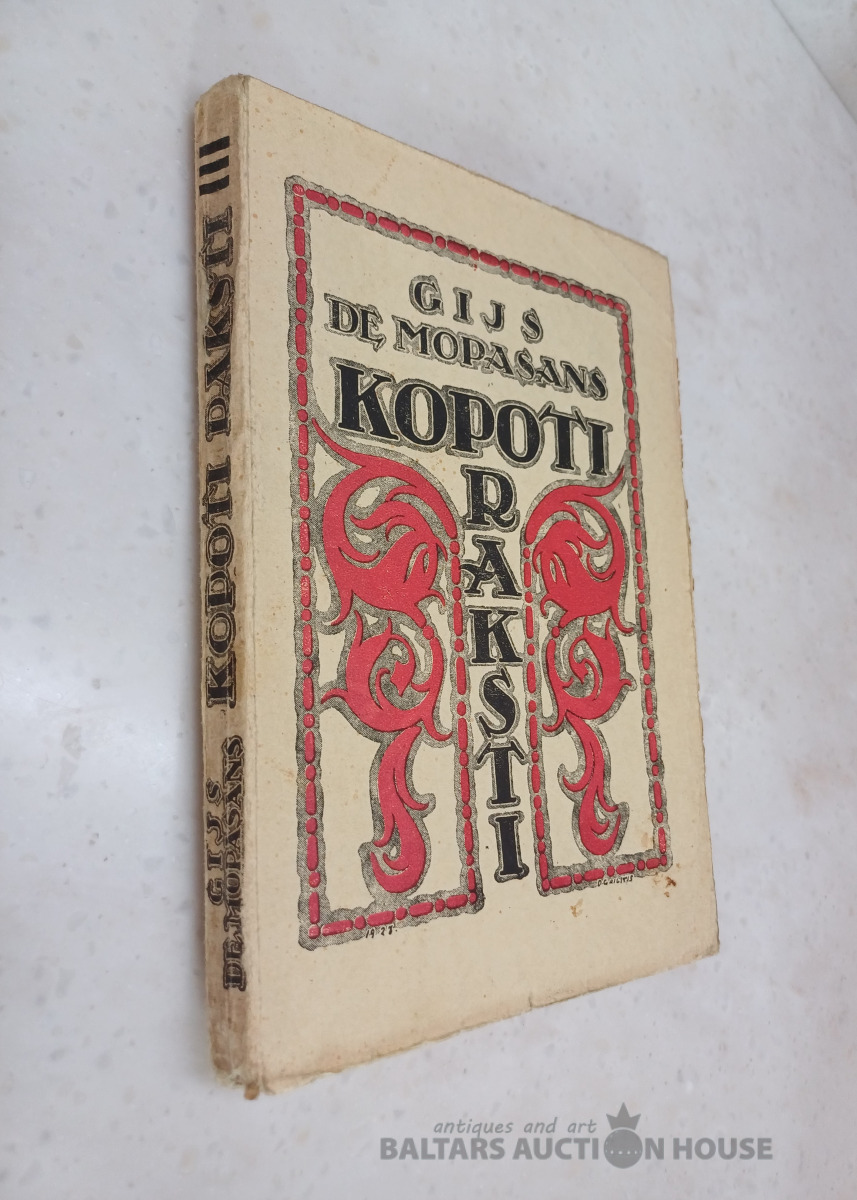 GIJS
DE MOPASANS
KOPOTI
RAKSTI
1928.
GIJS
DE MOPASANS
KOPOTI RAKSTI III
antiques and art
BALTARS AUCTION HOUSE